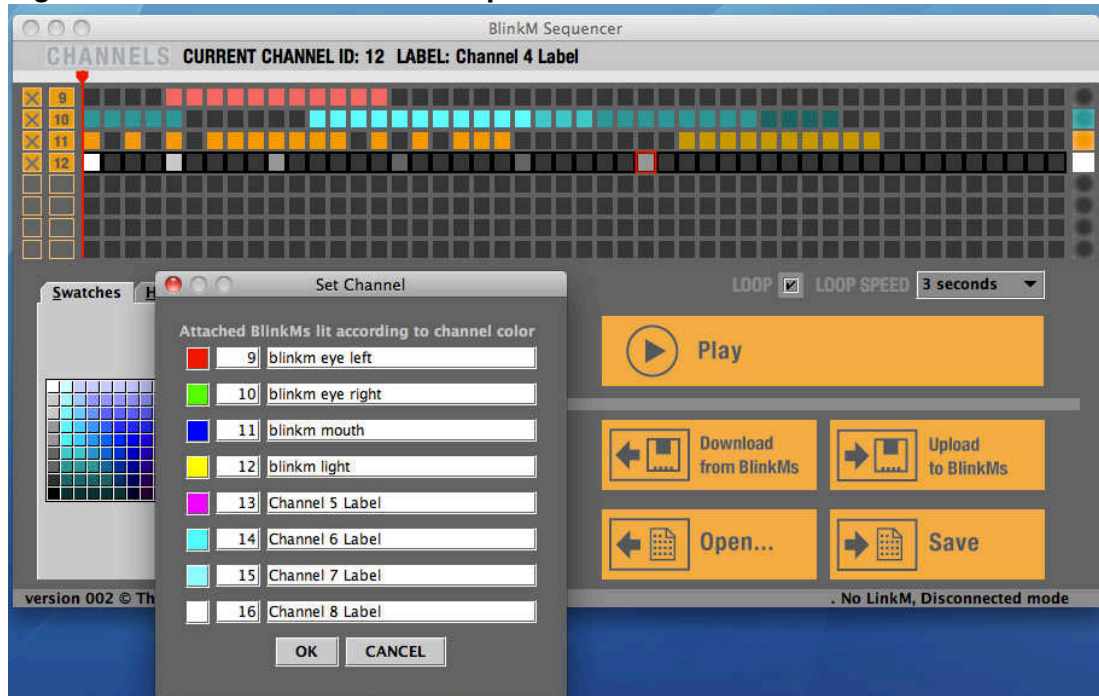 BlinkM Sequencer
CHANNELS CURRENT CHANNEL ID: 12 LABEL: Channel 4 Label
9
10
11
12
Swatches H
LOOP LOOP SPEED 3 seconds
Set Channel
Attached BlinkMs lit according to channel color
9 blinkm eye left
10 blinkm eye right
11 blinkm mouth
12 blinkm light
13 Channel 5 Label
14 Channel 6 Label
15 Channel 7 Label
16 Channel 8 Label
OK CANCEL
Play
Download
from BlinkMs
Upload
to BlinkMs
Open...
Save
version 002 © Th
. No LinkM, Disconnected mode